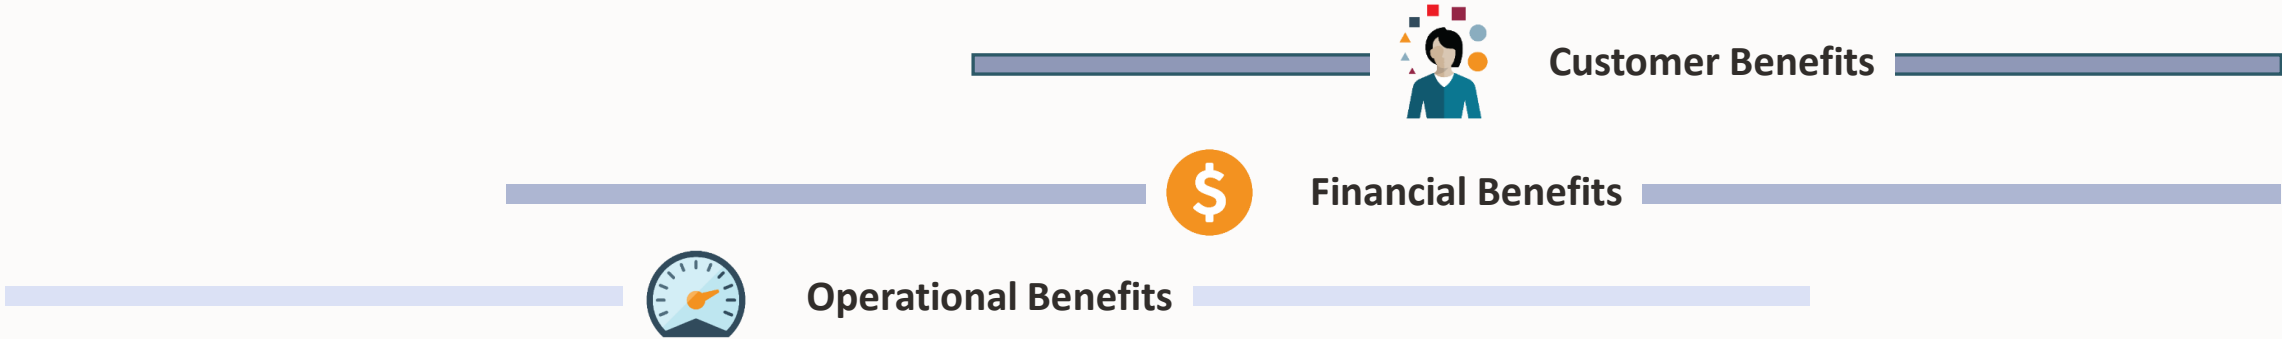 Customer Benefits
Financial Benefits
Operational Benefits